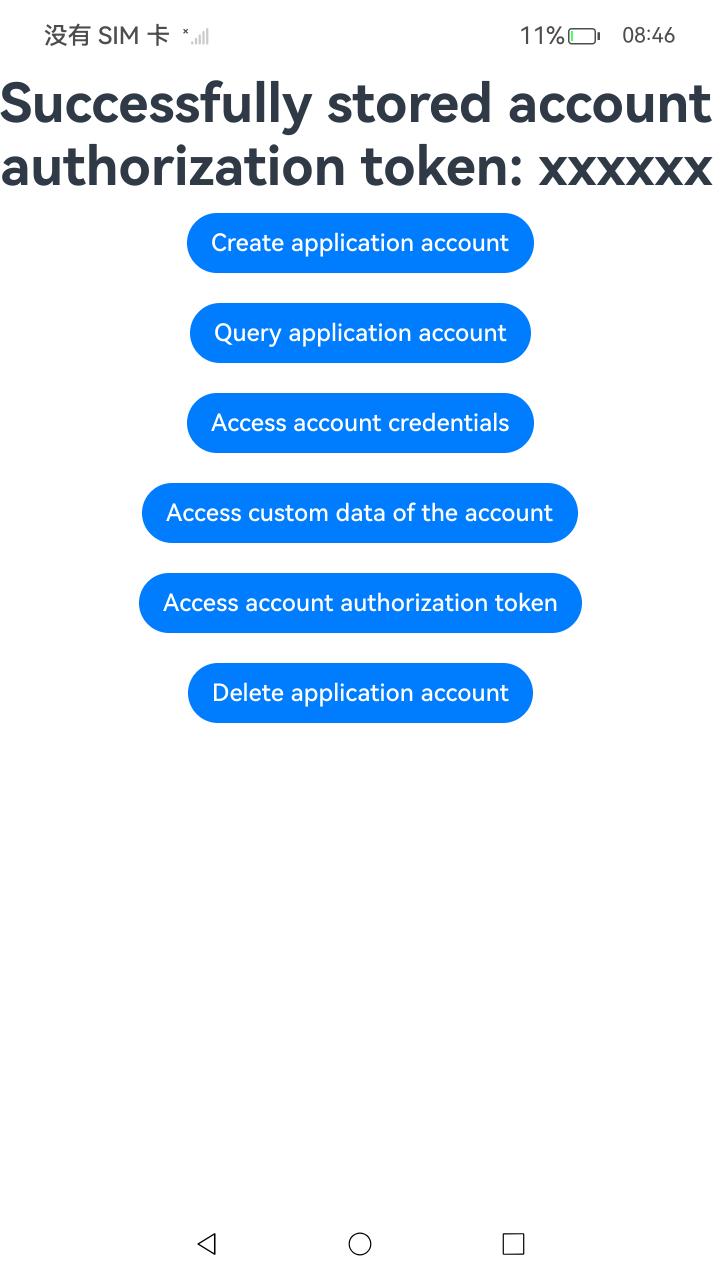 没有 SIM 卡 11% 08:46
Successfully stored account
authorization token: xxxxxx
Create application account
Query application account
Access account credentials
Access custom data of the account
Access account authorization token
Delete application account